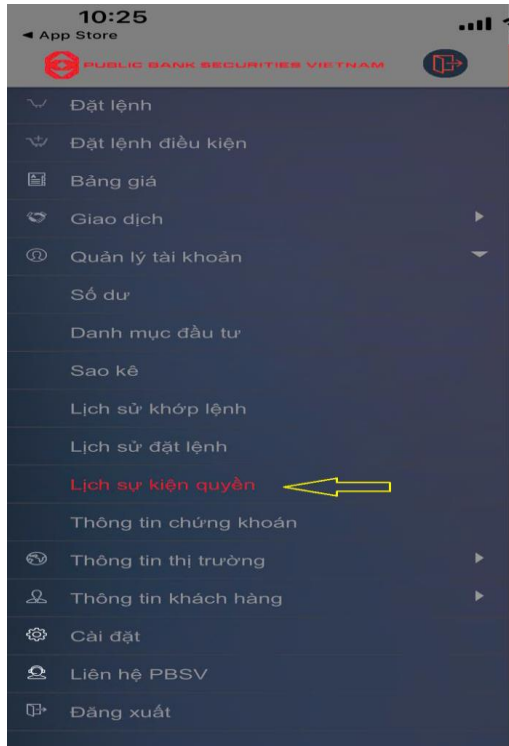 10:25
◄ App Store
PUBLIC BANK SECURITIES VIETNAM
Đặt lệnh
Đặt lệnh điều kiện
Bảng giá
Giao dịch
Quản lý tài khoản
Số dư
Danh mục đầu tư
Sao kê
Lịch sử khớp lệnh
Lịch sử đặt lệnh
Lịch sự kiện quyền
Thông tin chứng khoán
Thông tin thị trường
Thông tin khách hàng
Cài đặt
Liên hệ PBSV
Đăng xuất